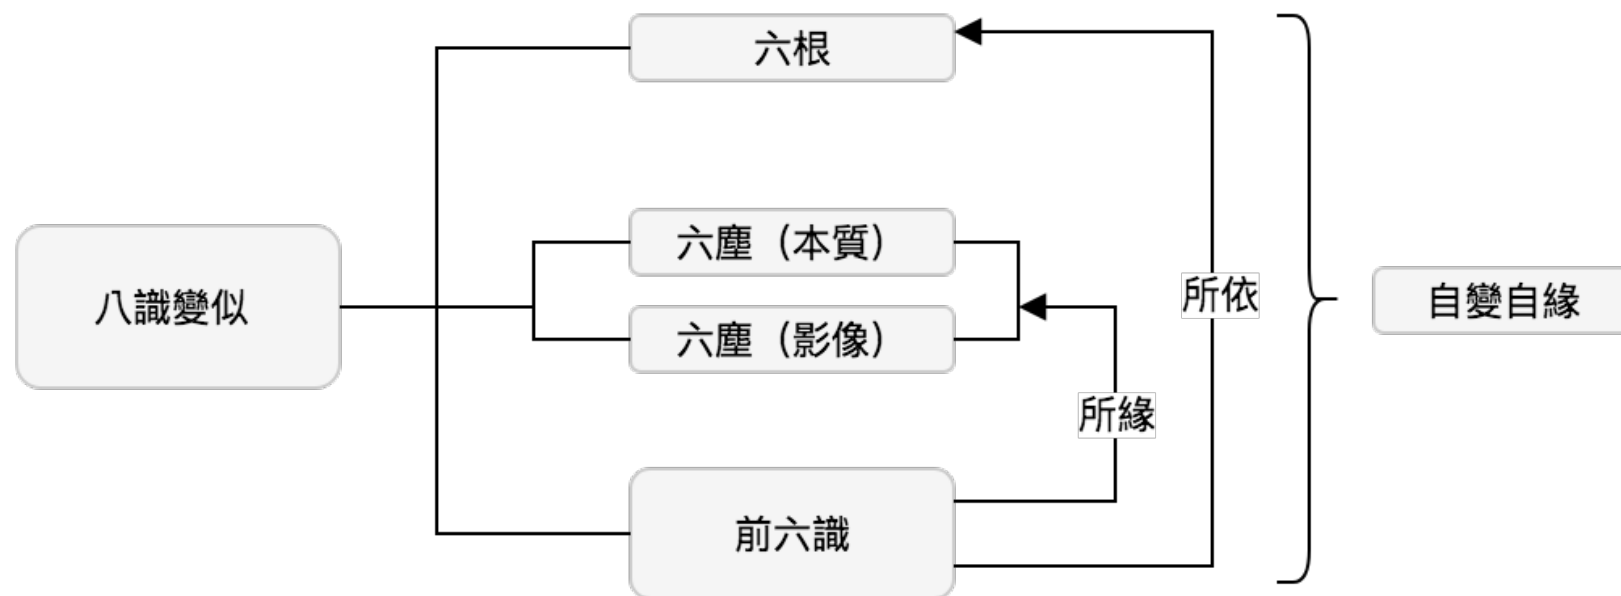 六根
六塵（本質）
八識變似
六塵（影像）
所依
自變自緣
所緣
前六識